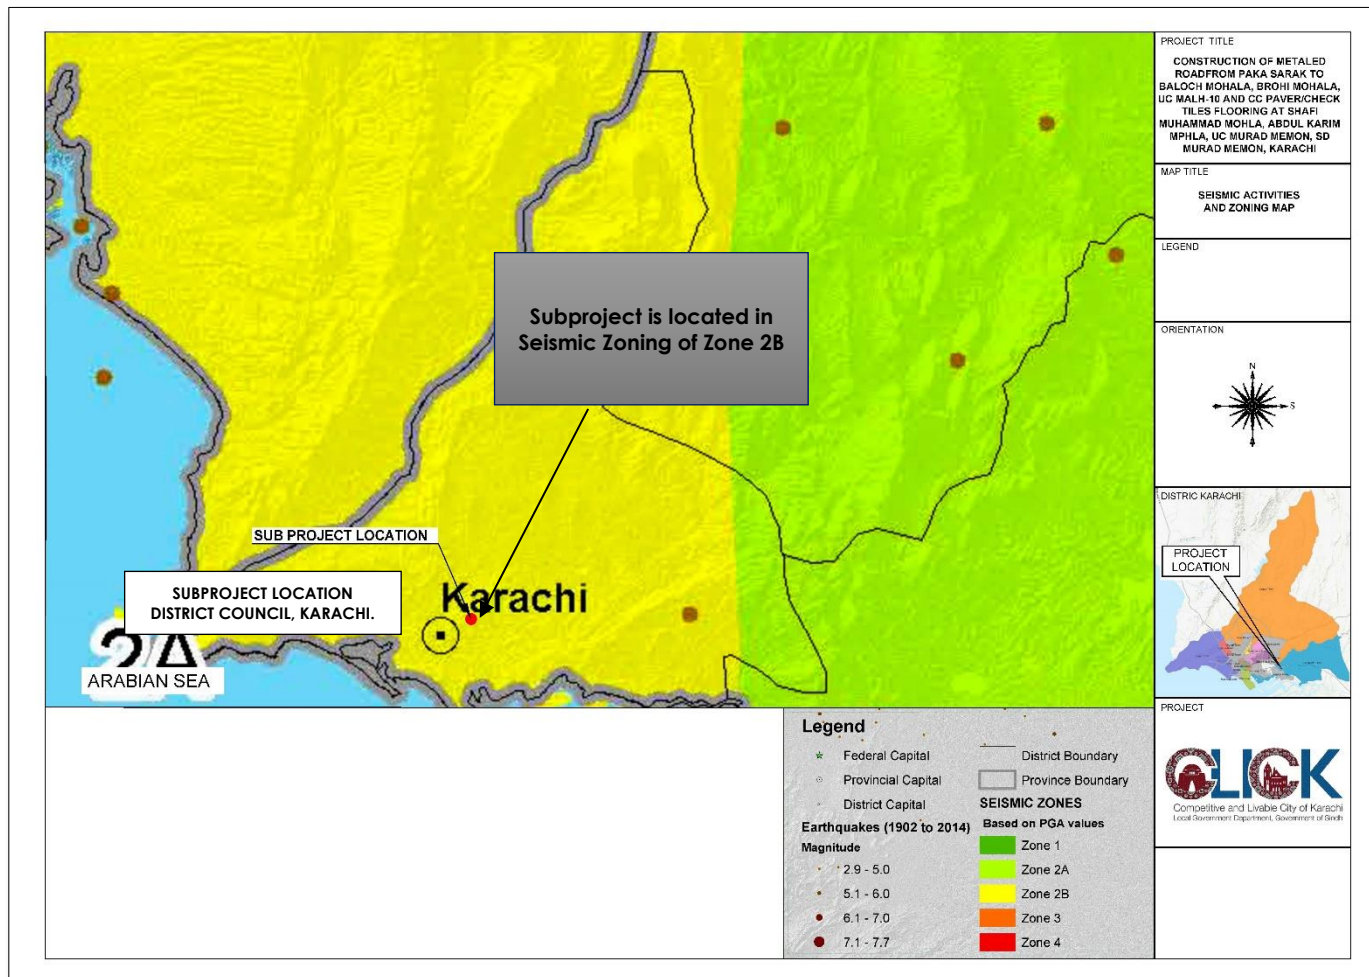 Subproject is located in
Seismic Zoning of Zone 2B
SUB PROJECT LOCATION
SUBPROJECT LOCATION
DISTRICT COUNCIL, KARACHI.
Karachi
2A
ARABIAN SEA
PROJECT TITLE
CONSTRUCTION OF METALED
ROADFROM PAKA SARAK TO
BALOCH MOHALA, BROHI MOHALA,
UC MALH-10 AND CC PAVER/CHECK
TILES FLOORING AT SHAFI
MUHAMMAD MOHLA, ABDUL KARIM
MPHLA, UC MURAD MEMON, SD
MURAD MEMON, KARACHI
MAP TITLE
SEISMIC ACTIVITIES
AND ZONING MAP
LEGEND
ORIENTATION
N
S
DISTRIC KARACHI
PROJECT
LOCATION
PROJECT
CLICK
Competitive and Livable City of Karachi
Local Government Department, Government of Sindh
Legend
Federal Capital
Provincial Capital
District Capital
Earthquakes (1902 to 2014)
Magnitude
2.9 - 5.0
5.1 - 6.0
6.1 - 7.0
7.1 - 7.7
District Boundary
Province Boundary
SEISMIC ZONES
Based on PGA values
Zone 1
Zone 2A
Zone 2B
Zone 3
Zone 4